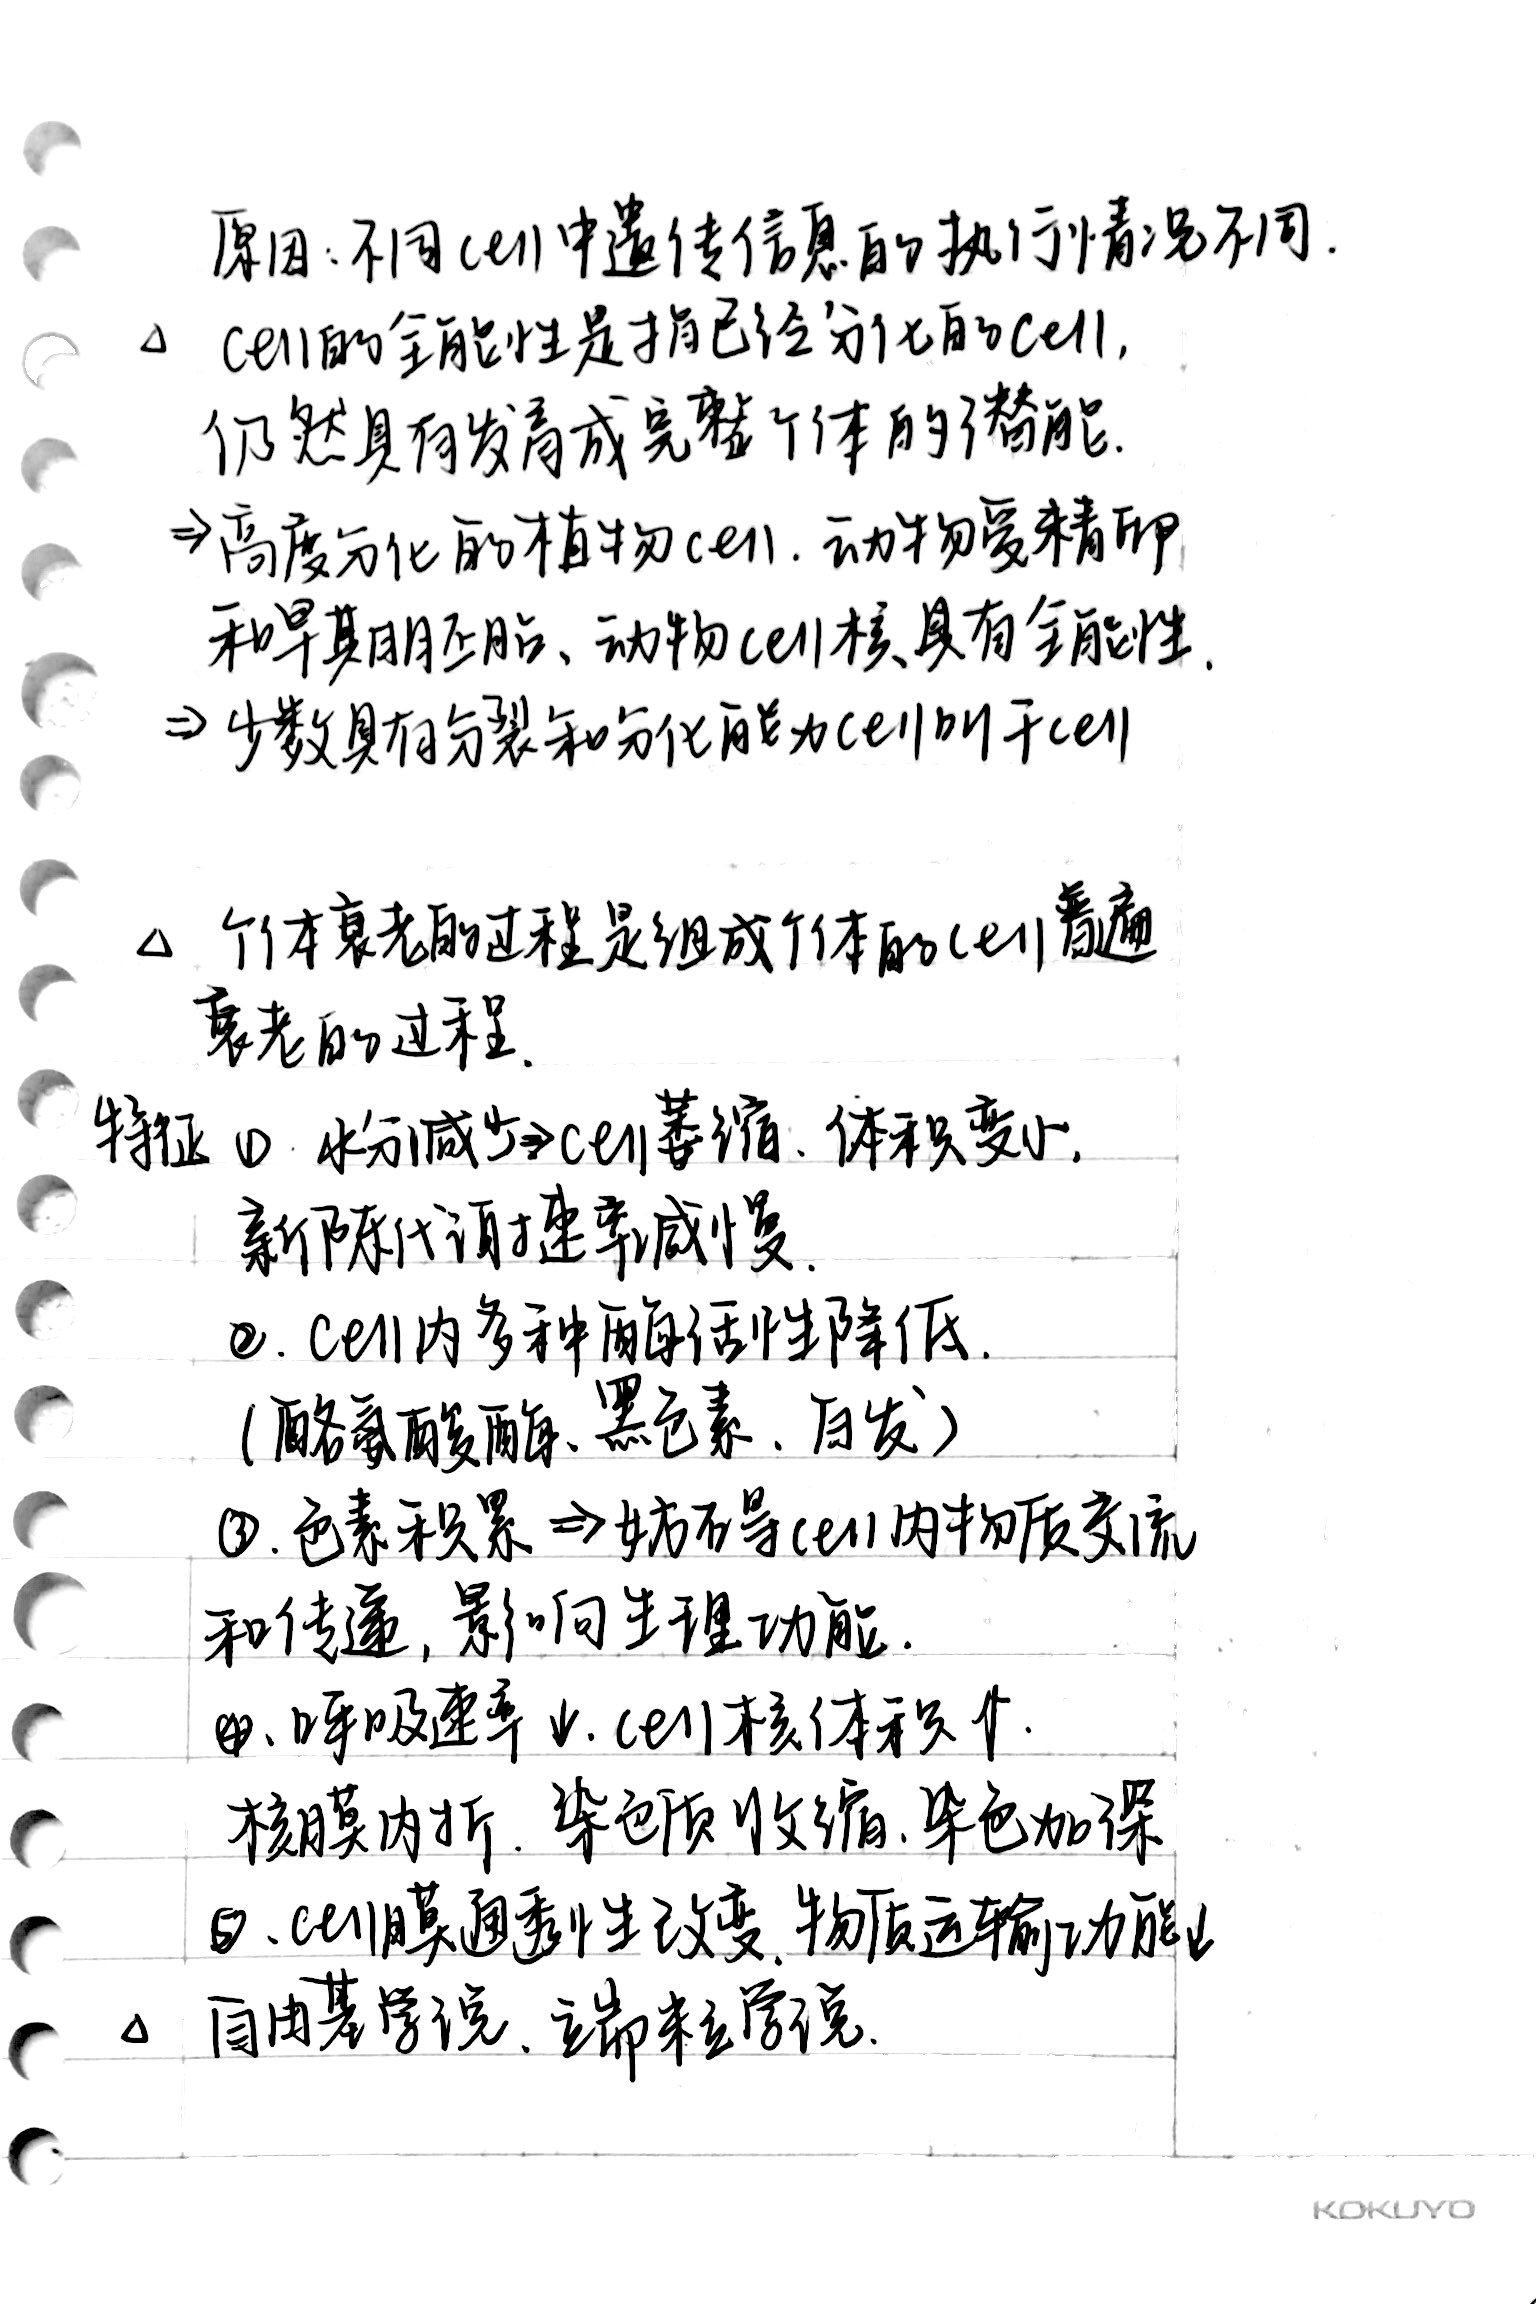 原因：不同cell中遗传信息的执行情况不同.
△ cell的全能性是指已经分化的cell,
仍然具有发育成完整个体的潜能.
⇒高度分化的植物cell.动物受精卵
和早期胚胎、动物cell核、具有全能性.
⇒少数具有分裂和分化能力cell叫干cell
△ 个体衰老的过程是组成个体的cell普遍
衰老的过程.
特征 ①. 水分减少⇒cell萎缩、体积变小.
新陈代谢速率减慢.
②. cell内多种酶活性降低.
(酪氨酸酶、黑色素、白发)
③. 色素积累⇒妨碍cell内物质交流
和传递, 影响生理功能.
④、呼吸速率↓. cell核体积↑.
核膜内折. 染色质收缩、染色加深
⑤、cell膜通透性改变. 物质运输功能↓
△ 自由基学说、端粒学说.
KOKUYO